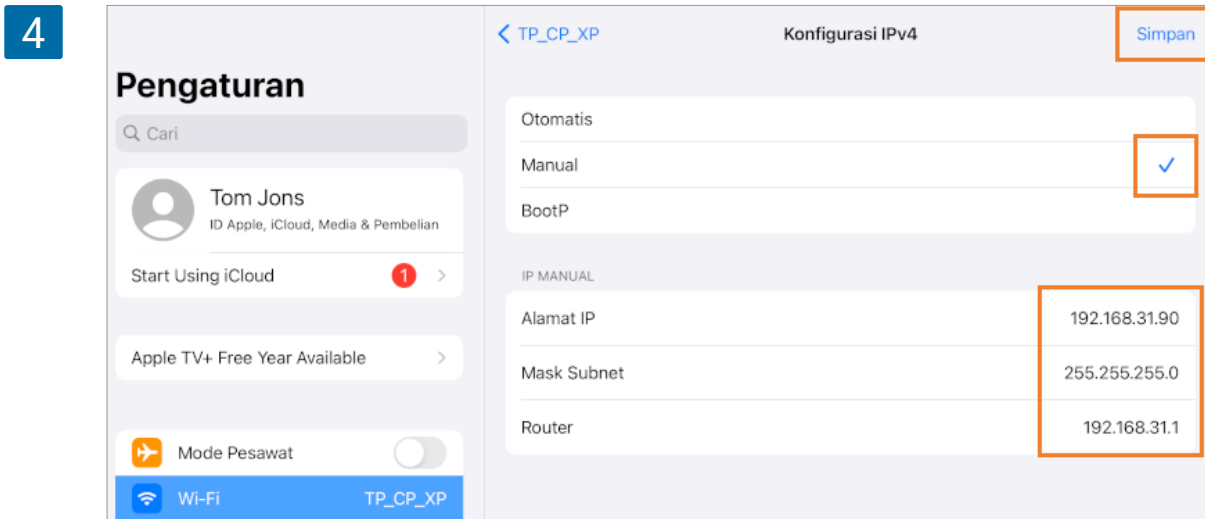 4
TP_CP_XP
Konfigurasi IPv4
Simpan
Pengaturan
Cari
Tom Jons
ID Apple, iCloud, Media & Pembelian
Start Using iCloud
1
Apple TV+ Free Year Available
Mode Pesawat
Wi-Fi TP_CP_XP
Otomatis
Manual
BootP
IP MANUAL
Alamat IP 192.168.31.90
Mask Subnet 255.255.255.0
Router 192.168.31.1